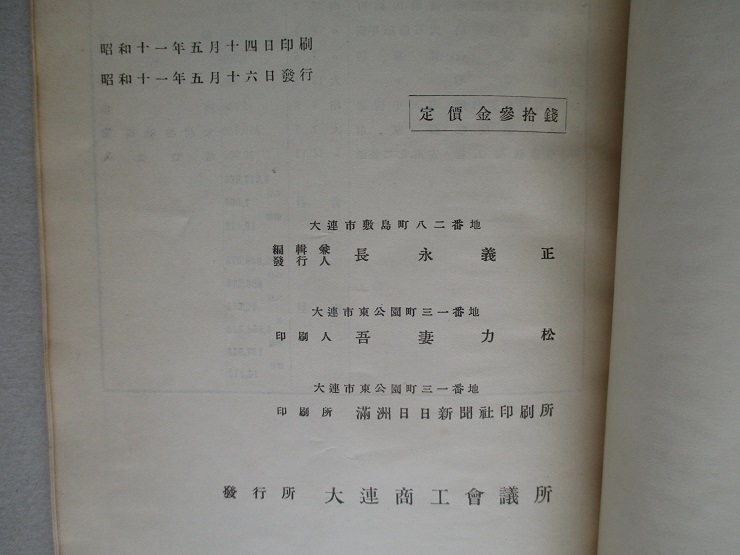 昭和十一年五月十四日印刷
昭和十一年五月十六日發行
定價金參拾錢
大連市敷島町八二番地
編輯兼
發行人 長永義正
大連市東公園町三一番地
印刷人 吾妻力松
大連市東公園町三一番地
印刷所 滿洲日日新聞社印刷所
發行所 大連商工會議所